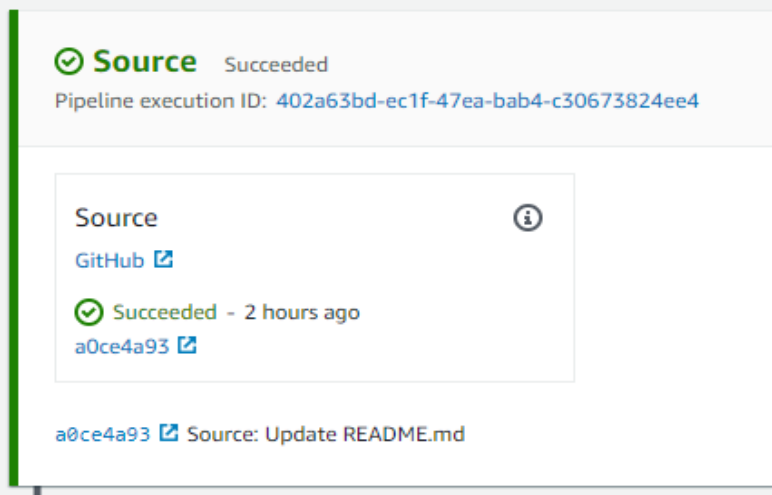 Source Succeeded
Pipeline execution ID: 402a63bd-ec1f-47ea-bab4-c30673824ee4
Source
GitHub
Succeeded - 2 hours ago
a0ce4a93
a0ce4a93 Source: Update README.md